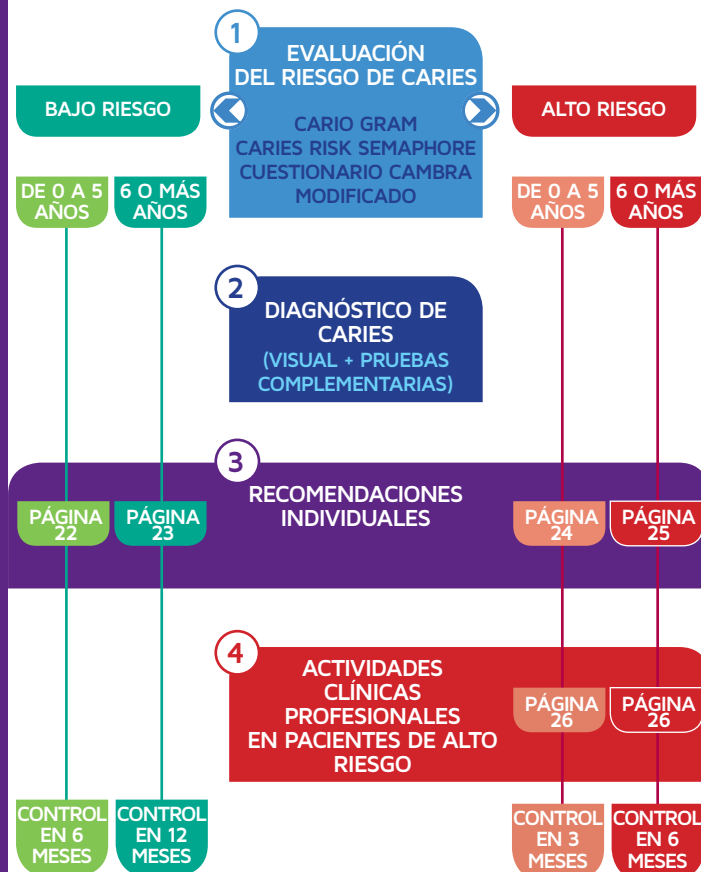 1
EVALUACIÓN
DEL RIESGO DE CARIES
CARIO GRAM
CARIES RISK SEMAPHORE
CUESTIONARIO CAMBRA
MODIFICADO
BAJO RIESGO
ALTO RIESGO
DE 0 A 5
AÑOS
6 O MÁS
AÑOS
DE 0 A 5
AÑOS
6 O MÁS
AÑOS
2
DIAGNÓSTICO DE
CARIES
(VISUAL + PRUEBAS
COMPLEMENTARIAS)
3
RECOMENDACIONES
INDIVIDUALES
PÁGINA
22
PÁGINA
23
PÁGINA
24
PÁGINA
25
4
ACTIVIDADES
CLÍNICAS
PROFESIONALES
EN PACIENTES DE ALTO
RIESGO
PÁGINA
26
PÁGINA
26
CONTROL
EN 6
MESES
CONTROL
EN 12
MESES
CONTROL
EN 3
MESES
CONTROL
EN 6
MESES